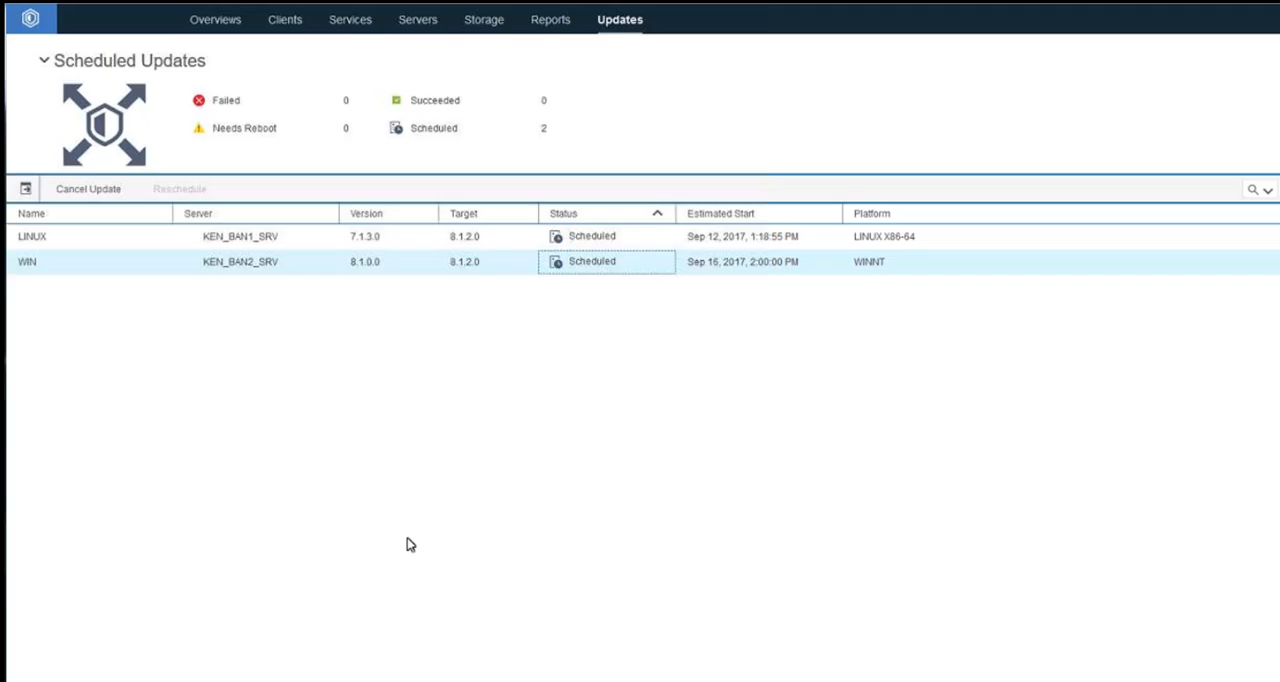 Overviews Clients Services Servers Storage Reports Updates
Scheduled Updates
Failed 0 Succeeded 0
Needs Reboot 0 Scheduled 2
Cancel Update Reschedule
Name Server Version Target Status Estimated Start Platform
LINUX KEN_BAN1_SRV 7.1.3.0 8.1.2.0 Scheduled Sep 12, 2017, 1:18:55 PM LINUX X86-64
WIN KEN_BAN2_SRV 8.1.0.0 8.1.2.0 Scheduled Sep 16, 2017, 2:00:00 PM WINNT